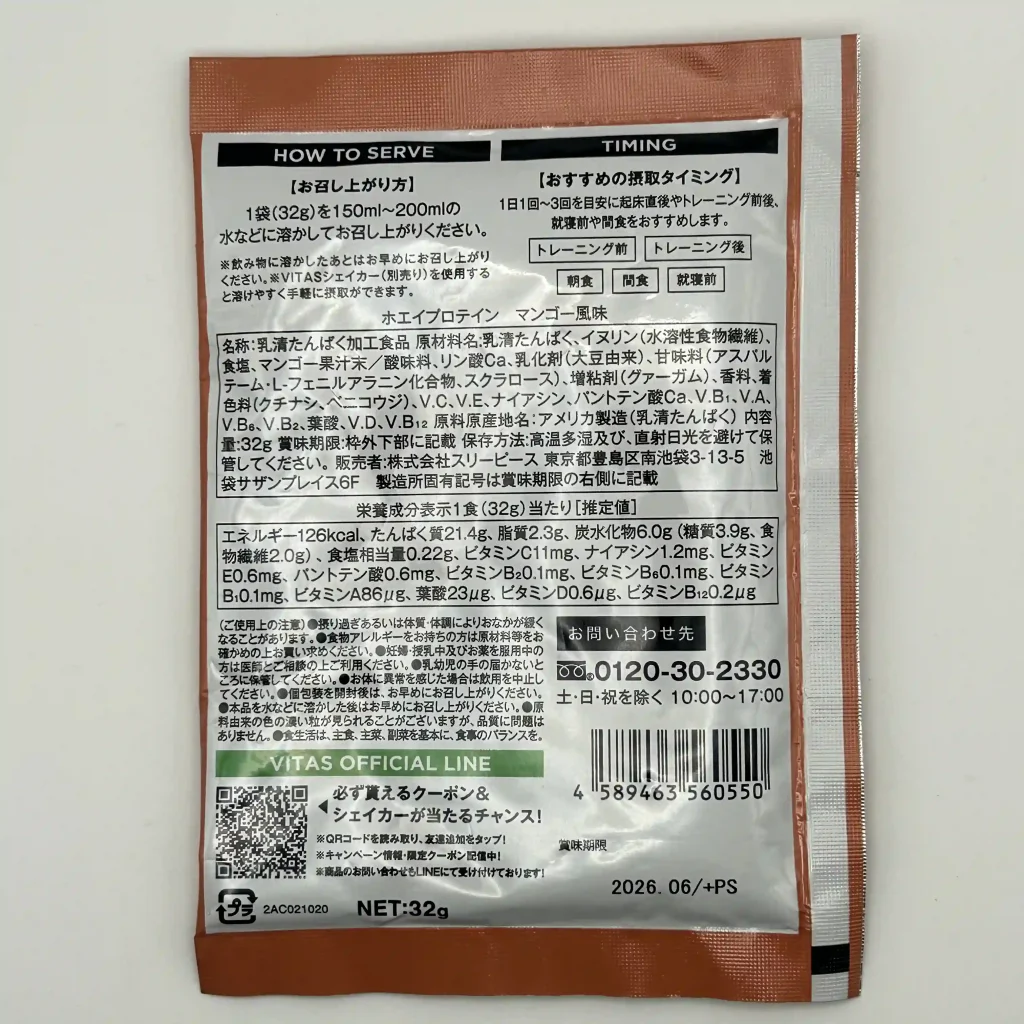 HOW TO SERVE
【お召し上がり方】
1袋(32g)を150ml〜200mlの
水などに溶かしてお召し上がりください。
※飲み物に溶かしたあとはお早めにお召し上がり
ください。※VITASシェイカー(別売り)を使用する
と溶けやすく手軽に摂取ができます。
TIMING
【おすすめの摂取タイミング】
1日1回〜3回を目安に起床直後やトレーニング前後、
就寝前や間食をおすすめします。
トレーニング前 トレーニング後
朝食 間食 就寝前
ホエイプロテイン マンゴー風味
名称:乳清たんぱく加工食品 原材料名:乳清たんぱく、イヌリン(水溶性食物繊維)、
食塩、マンゴー果汁末/酸味料、リン酸Ca、乳化剤(大豆由来)、甘味料(アスパル
テーム・L-フェニルアラニン化合物、スクラロース)、増粘剤(グァーガム)、香料、着
色料(クチナシ、ベニコウジ)、V.C、V.E、ナイアシン、パントテン酸Ca、V.B₁、V.A、
V.B₆、V.B₂、葉酸、V.D、V.B₁₂ 原料原産地名:アメリカ製造(乳清たんぱく) 内容
量:32g 賞味期限:枠外下部に記載 保存方法:高温多湿及び、直射日光を避けて保
管してください。 販売者:株式会社スリーピース 東京都豊島区南池袋3-13-5 池
袋サザンプレイス6F 製造所固有記号は賞味期限の右側に記載
栄養成分表示1食(32g)当たり[推定値]
エネルギー126kcal、たんぱく質21.4g、脂質2.3g、炭水化物6.0g (糖質3.9g、食
物繊維2.0g) 、食塩相当量0.22g、ビタミンC11mg、ナイアシン1.2mg、ビタミン
E0.6mg、パントテン酸0.6mg、ビタミンB₂0.1mg、ビタミンB₆0.1mg、ビタミン
B₁0.1mg、ビタミンA86μg、葉酸23μg、ビタミンD0.6μg、ビタミンB₁₂0.2μg
(ご使用上の注意)●摂り過ぎあるいは体質・体調によりおなかが緩く
なることがあります。●食物アレルギーをお持ちの方は原材料等をお
確かめの上お買い求めください。●妊婦・授乳中及びお薬を服用中の
方は医師とご相談の上ご利用ください。●乳幼児の手の届かないと
ころに保管してください。●お体に異常を感じた場合は飲用を中止し
てください。●個包装を開封後は、お早めにお召し上がりください。
●本品を水などに溶かした後はお早めにお召し上がりください。●原
料由来の色の濃い粒が見られることがございますが、品質に問題は
ありません。●食生活は、主食、主菜、副菜を基本に、食事のバランスを。
お問い合わせ先
0120-30-2330
土・日・祝を除く 10:00〜17:00
VITAS OFFICIAL LINE
必ず貰えるクーポン&
シェイカーが当たるチャンス!
※QRコードを読み取り、友達追加をタップ!
※キャンペーン情報・限定クーポン配信中!
※商品のお問い合わせもLINEにて受け付けております!
4 589463 560550
賞味期限
2026. 06/+PS
プラ 2AC021020 NET:32g